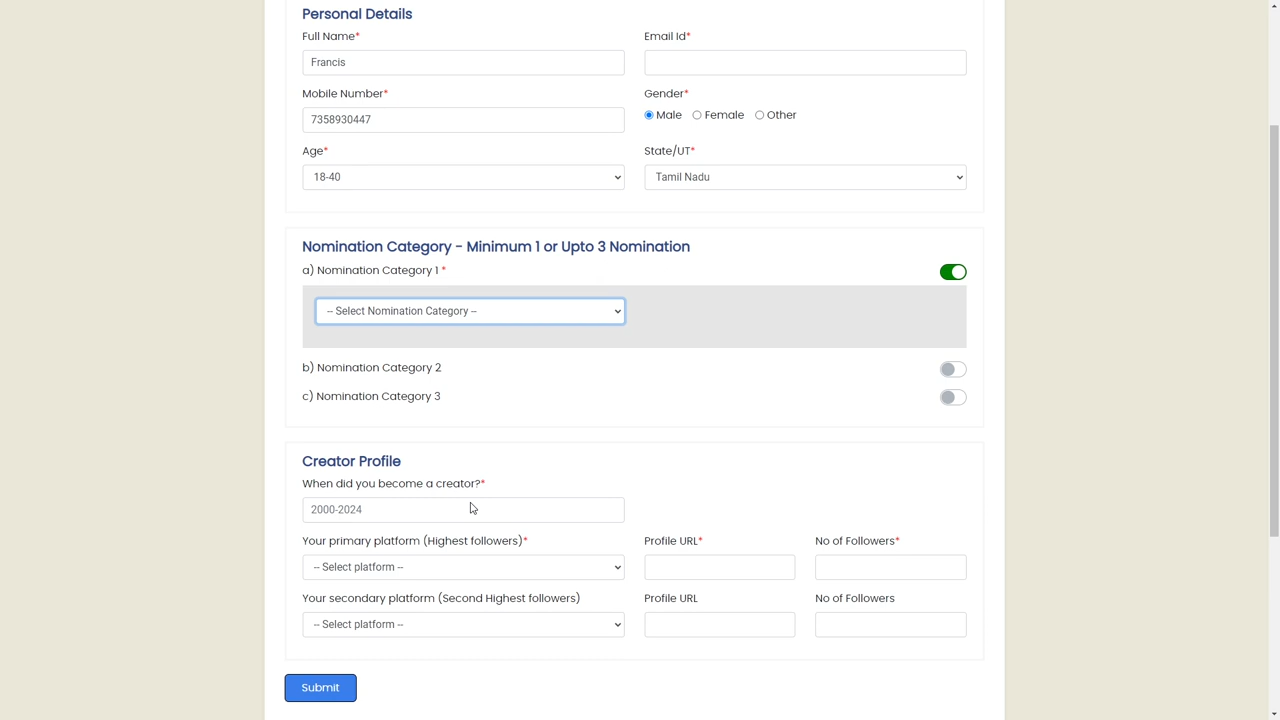 Personal Details
Full Name*
Email Id*
Francis
Mobile Number*
Gender*
7358930447
Male
Female
Other
Age*
State/UT*
18-40
Tamil Nadu
Nomination Category - Minimum 1 or Upto 3 Nomination
a) Nomination Category 1 *
-- Select Nomination Category --
b) Nomination Category 2
c) Nomination Category 3
Creator Profile
When did you become a creator?*
2000-2024
Your primary platform (Highest followers)*
Profile URL*
No of Followers*
-- Select platform --
Your secondary platform (Second Highest followers)
Profile URL
No of Followers
-- Select platform --
Submit